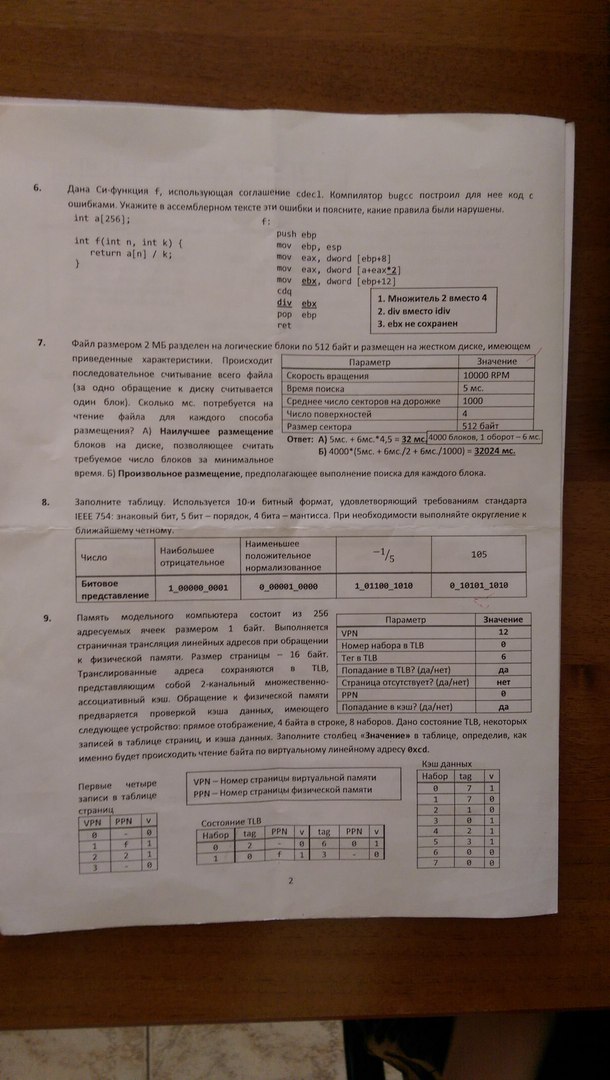 6. Дана Си-функция f, использующая соглашение cdecl. Компилятор bugcc построил для нее код с
ошибками. Укажите в ассемблерном тексте эти ошибки и поясните, какие правила были нарушены.
int a[256];
int f(int n, int k) {
return a[n] / k;
}
f:
push ebp
mov ebp, esp
mov eax, dword [ebp+8]
mov eax, dword [a+eax*2]
mov ebx, dword [ebp+12]
cdq
div ebx
pop ebp
ret
1. Множитель 2 вместо 4
2. div вместо idiv
3. ebx не сохранен
7. Файл размером 2 МБ разделен на логические блоки по 512 байт и размещен на жестком диске, имеющем
приведенные характеристики. Происходит
последовательное считывание всего файла
(за одно обращение к диску считывается
один блок). Сколько мс. потребуется на
чтение файла для каждого способа
размещения? А) Наилучшее размещение
блоков на диске, позволяющее считать
требуемое число блоков за минимальное
время. Б) Произвольное размещение, предполагающее выполнение поиска для каждого блока.
Параметр Значение
Скорость вращения 10000 RPM
Время поиска 5 мс.
Среднее число секторов на дорожке 1000
Число поверхностей 4
Размер сектора 512 байт
Ответ: А) 5мс. + 6мс.*4,5 = 32 мс. 4000 блоков, 1 оборот – 6 мс.
Б) 4000*(5мс. + 6мс./2 + 6мс./1000) = 32024 мс.
8. Заполните таблицу. Используется 10-и битный формат, удовлетворяющий требованиям стандарта
IEEE 754: знаковый бит, 5 бит – порядок, 4 бита – мантисса. При необходимости выполняйте округление к
ближайшему четному.
Число Наибольшее отрицательное Наименьшее положительное нормализованное −1/5 105
Битовое представление 1_00000_0001 0_00001_0000 1_01100_1010 0_10101_1010
9. Память модельного компьютера состоит из 256
адресуемых ячеек размером 1 байт. Выполняется
страничная трансляция линейных адресов при обращении
к физической памяти. Размер страницы – 16 байт.
Транслированные адреса сохраняются в TLB,
представляющим собой 2-канальный множественно-
ассоциативный кэш. Обращение к физической памяти
предваряется проверкой кэша данных, имеющего
следующее устройство: прямое отображение, 4 байта в строке, 8 наборов. Дано состояние TLB, некоторых
записей в таблице страниц, и кэша данных. Заполните столбец «Значение» в таблице, определив, как
именно будет происходить чтение байта по виртуальному линейному адресу 0xcd.
Параметр Значение
VPN 12
Номер набора в TLB 0
Тег в TLB 6
Попадание в TLB? (да/нет) да
Страница отсутствует? (да/нет) нет
PPN 0
Попадание в кэш? (да/нет) да
Первые четыре
записи в таблице
страниц
VPN PPN v
0 - 0
1 f 1
2 2 1
3 - 0
VPN – Номер страницы виртуальной памяти
PPN – Номер страницы физической памяти
Состояние TLB
Набор tag PPN v tag PPN v
0 2 - 0 6 0 1
1 0 f 1 3 - 0
Кэш данных
Набор tag v
0 7 1
1 7 0
2 1 0
3 0 1
4 2 1
5 3 1
6 0 0
7 0 0
2